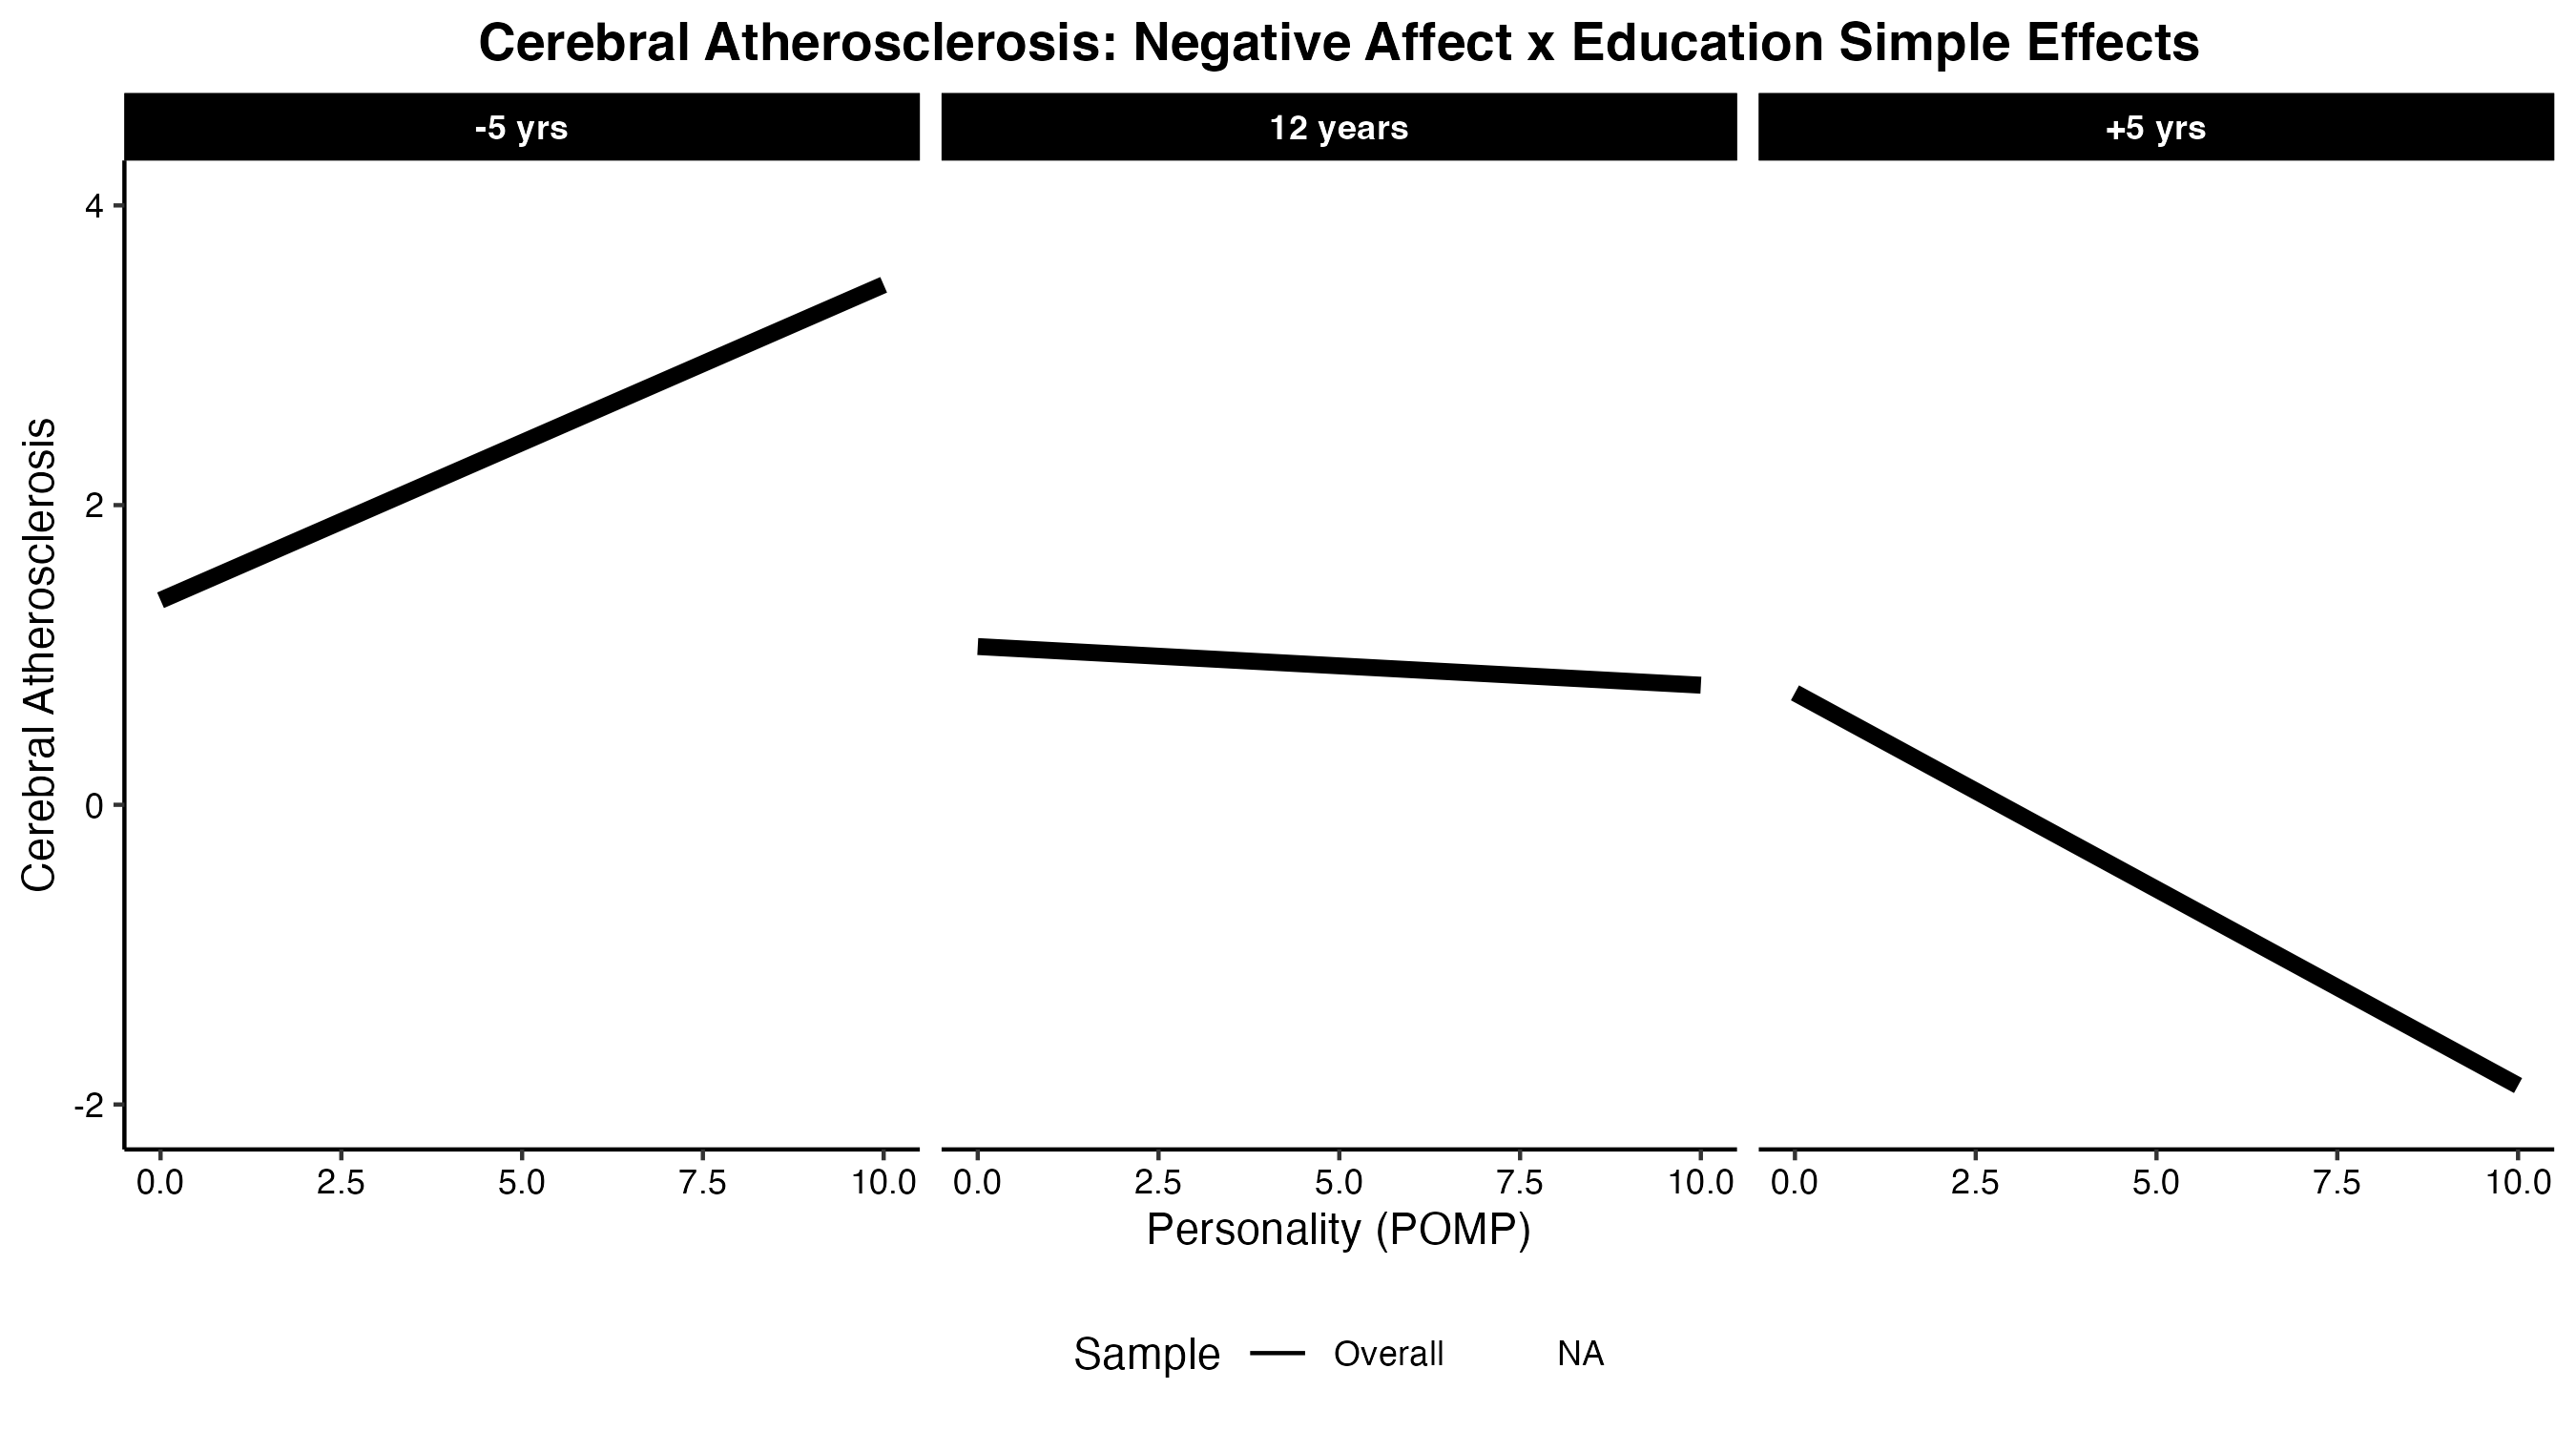 Cerebral Atherosclerosis: Negative Affect x Education Simple Effects
-5 yrs
12 years
+5 yrs
Cerebral Atherosclerosis
4
2
0
-2
0.0 2.5 5.0 7.5 10.0
0.0 2.5 5.0 7.5 10.0
0.0 2.5 5.0 7.5 10.0
Personality (POMP)
Sample Overall NA